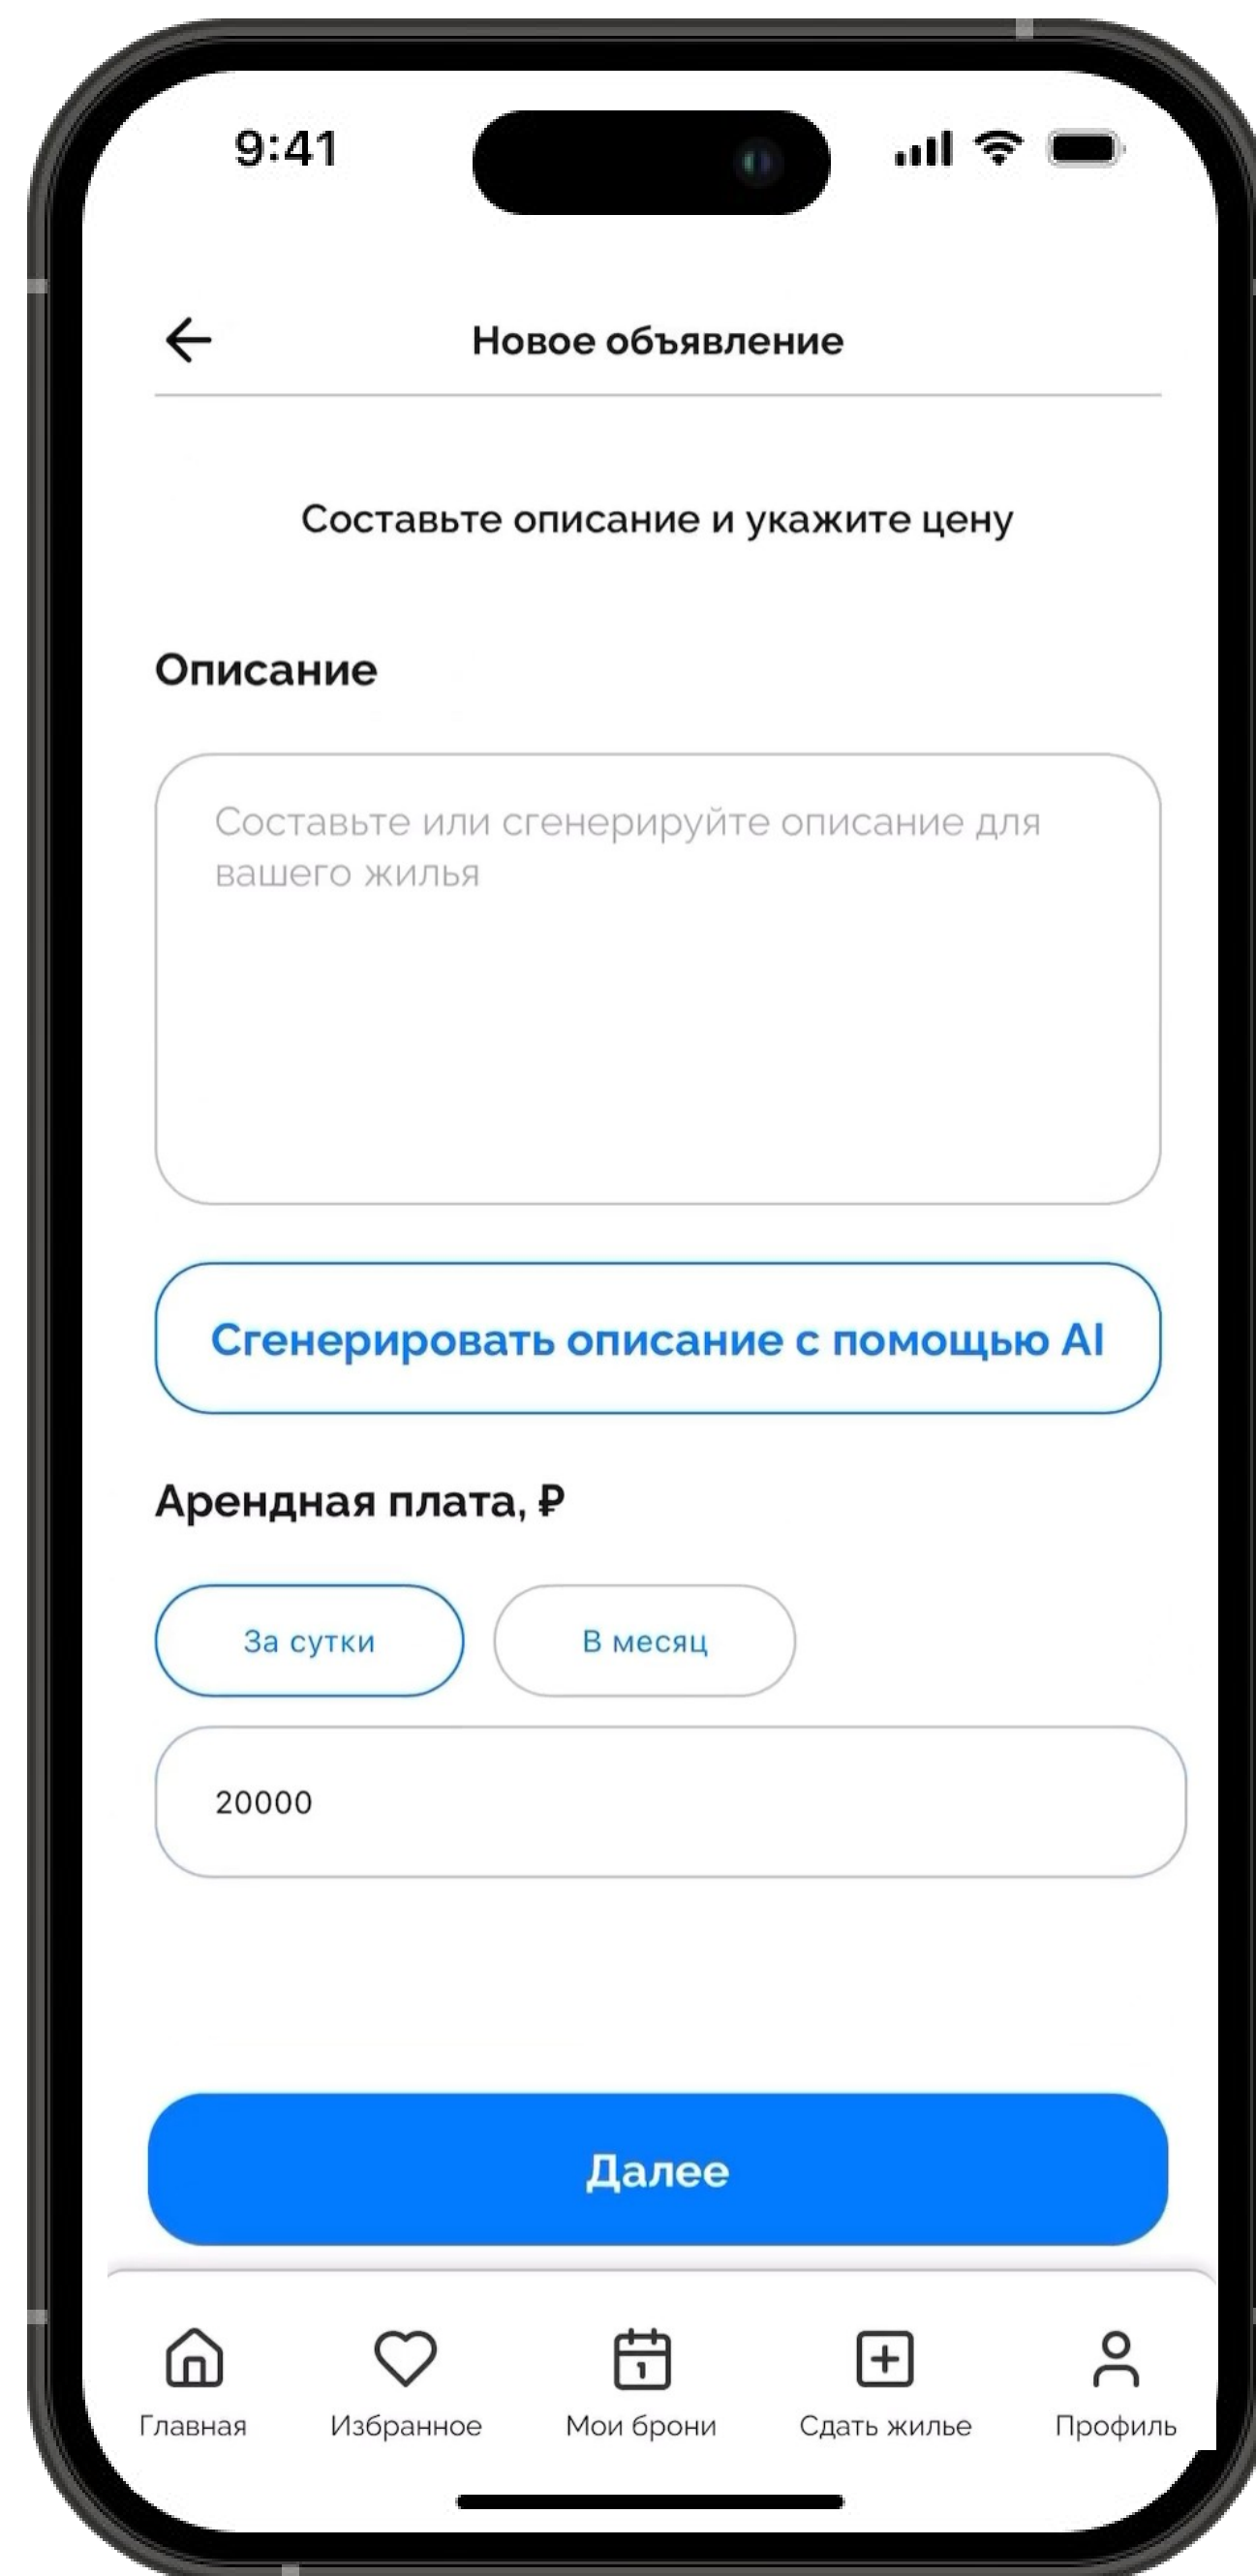 9:41
Новое объявление
Составьте описание и укажите цену
Описание
Составьте или сгенерируйте описание для
вашего жилья
Сгенерировать описание с помощью AI
Арендная плата, ₽
За сутки
В месяц
20000
Далее
1
Главная
Избранное
Мои брони
Сдать жилье
Профиль